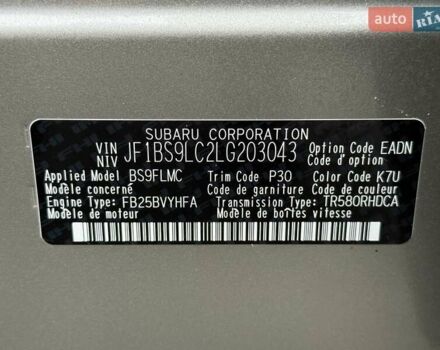 auto RIA
SUBARU CORPORATION
VIN NIV JF1BS9LC2LG203043 Option Code EADN
Code d'option
Applied Model BS9FLMC Trim Code P30 Color Code K7U
Modèle concerné Code de garniture Code de couleur
Engine Type FB25BVYHFA Transmission Type TR580RHDCA
Modèle de moteur Modèle de boîtes vitesse